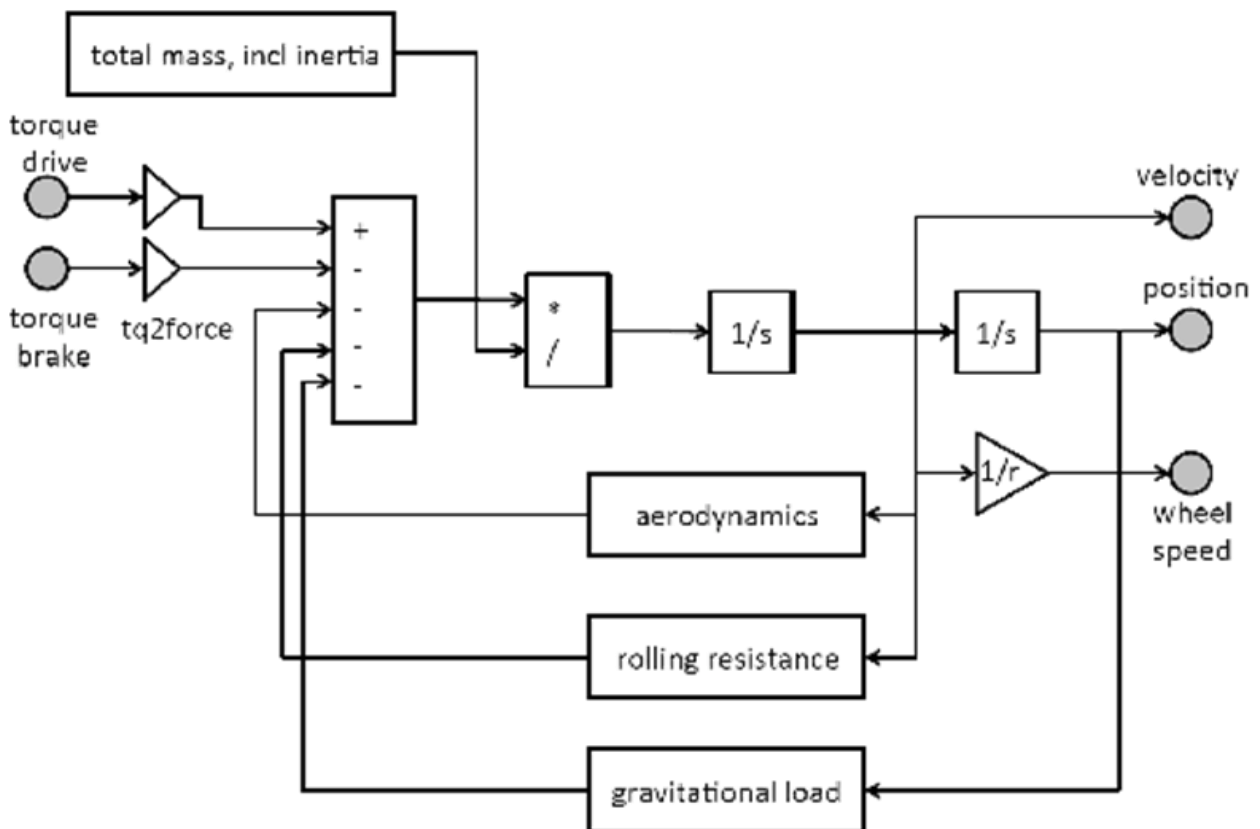 total mass, incl inertia
torque
drive
velocity
+
-
-
-
-
*
/
1/s
1/s
position
torque
brake
tq2force
1/r
aerodynamics
wheel
speed
rolling resistance
gravitational load